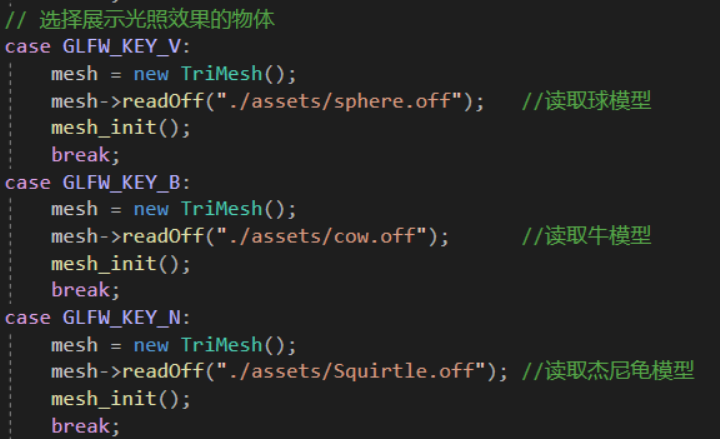 // 选择展示光照效果的物体
case GLFW_KEY_V:
mesh = new TriMesh();
mesh->readOff("./assets/sphere.off"); //读取球模型
mesh_init();
break;
case GLFW_KEY_B:
mesh = new TriMesh();
mesh->readOff("./assets/cow.off"); //读取牛模型
mesh_init();
break;
case GLFW_KEY_N:
mesh = new TriMesh();
mesh->readOff("./assets/Squirtle.off"); //读取杰尼龟模型
mesh_init();
break;